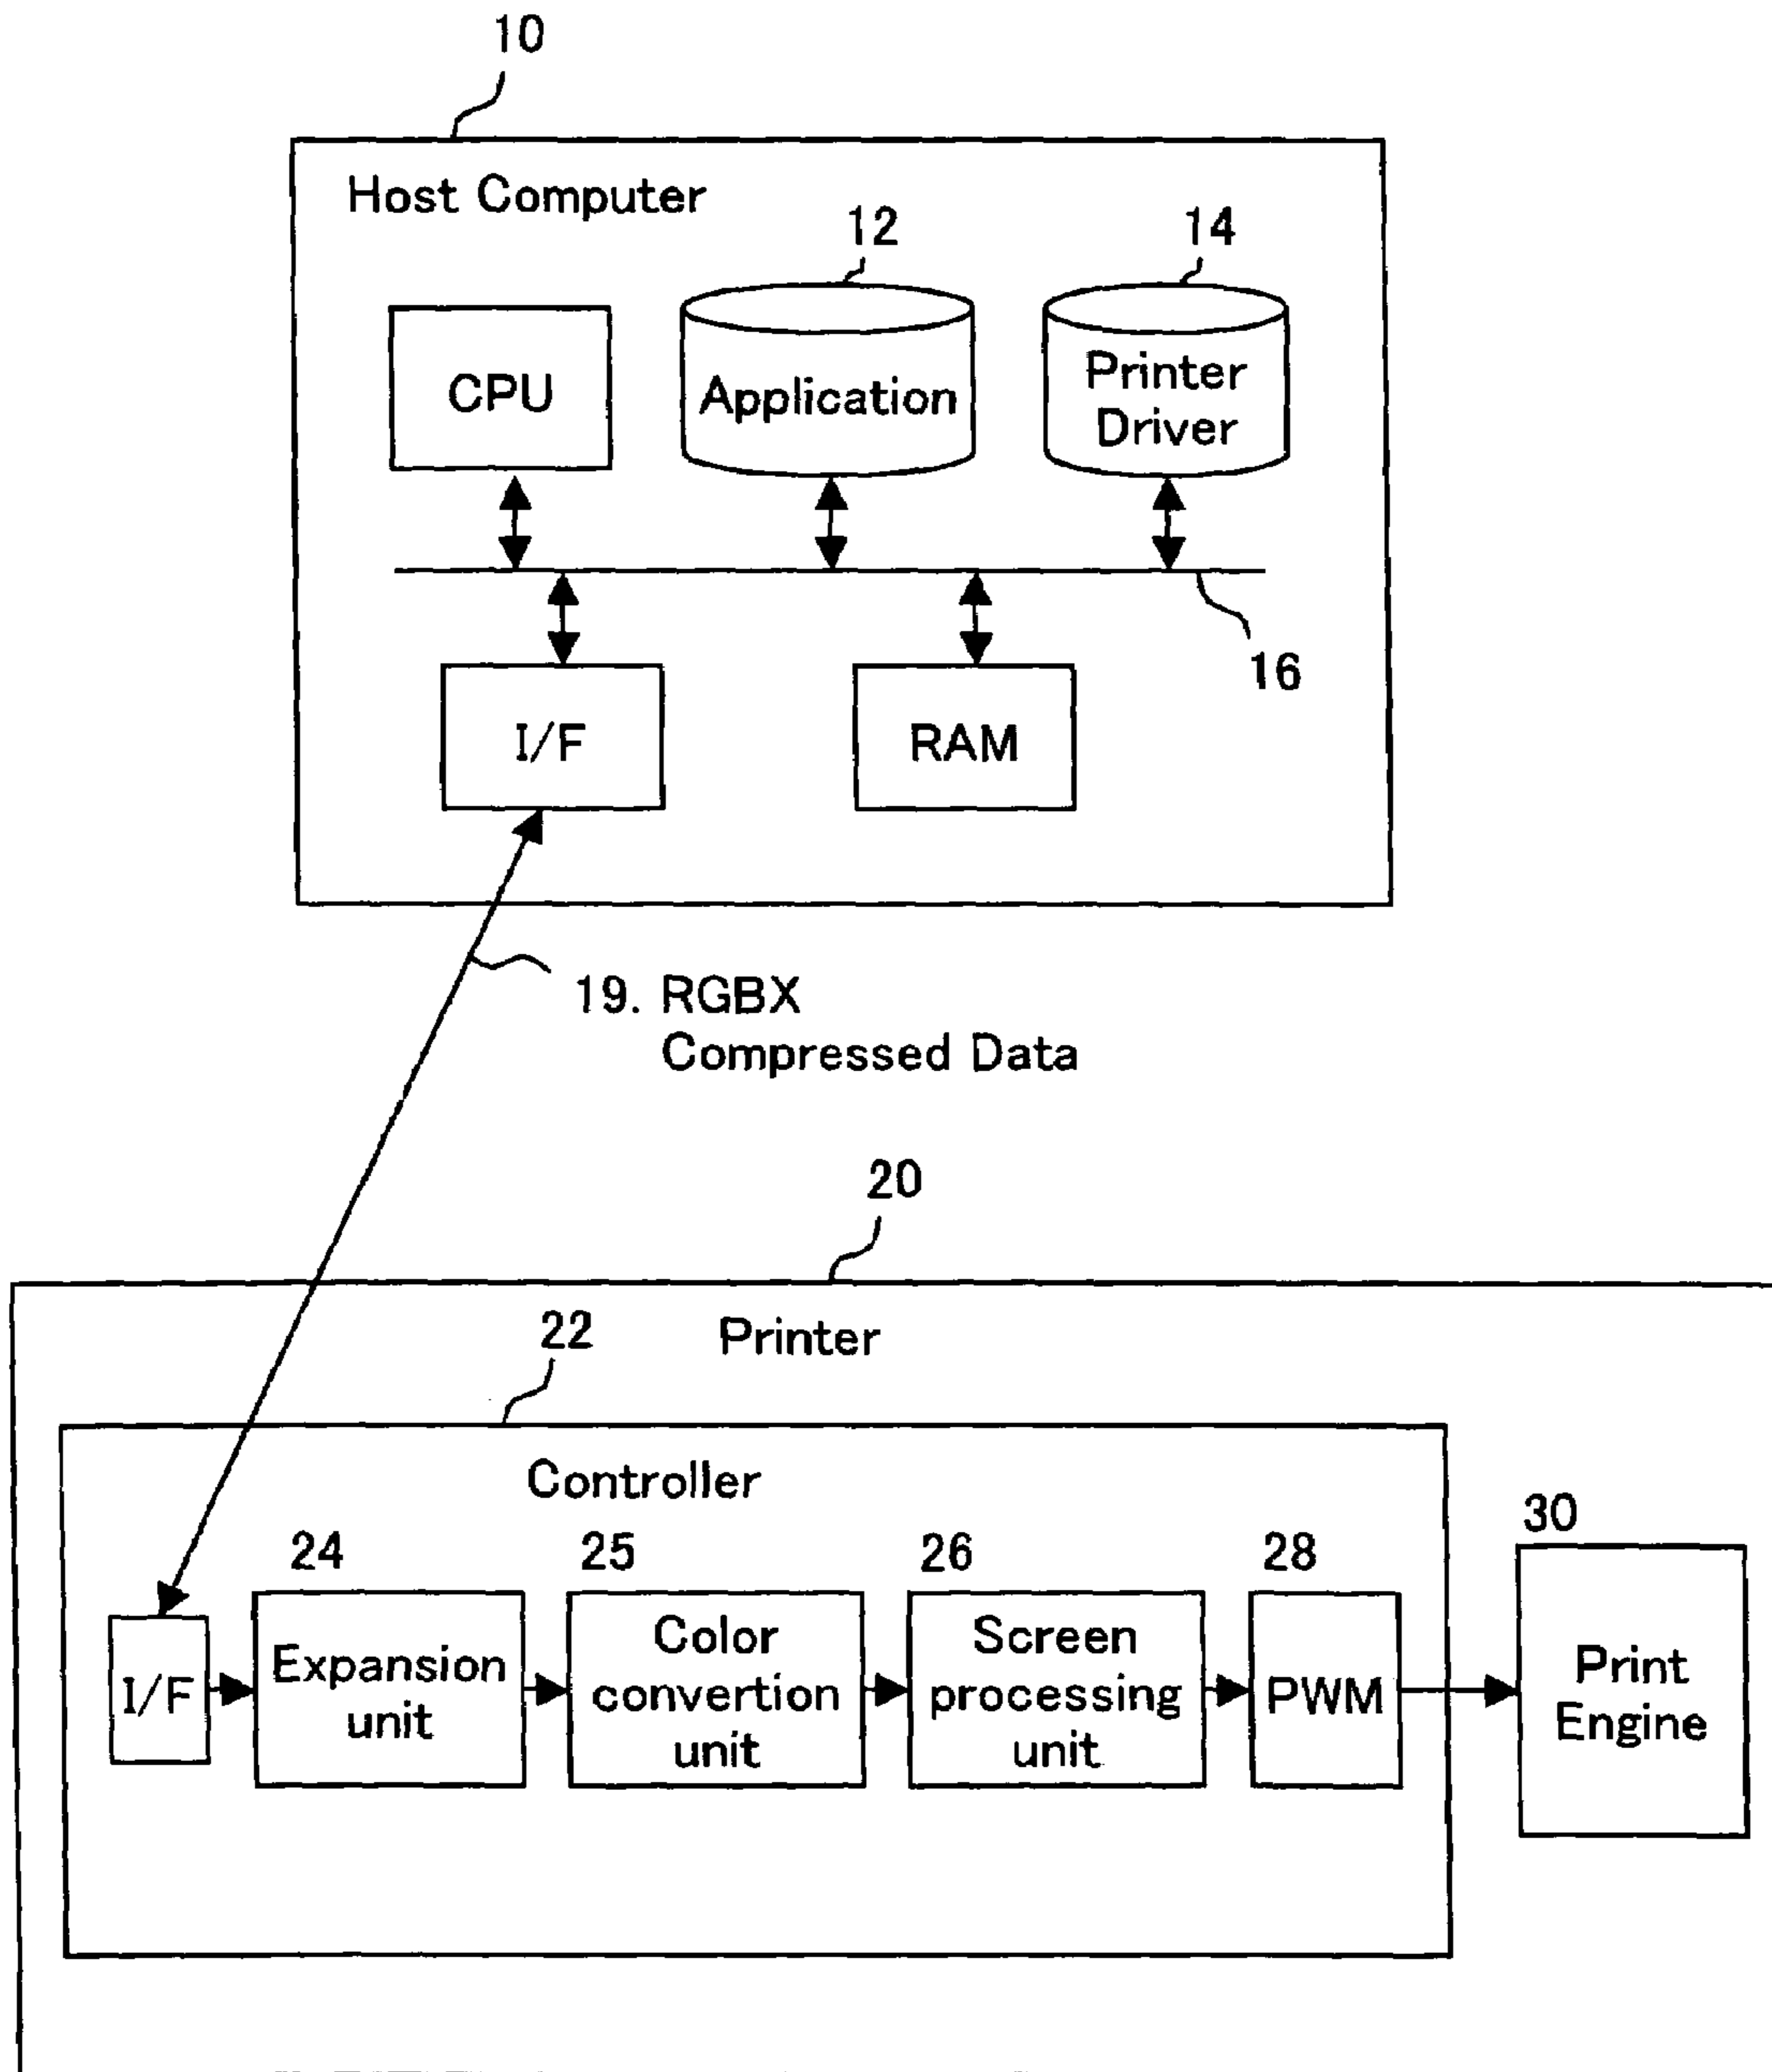 10
Host Computer
12
14
CPU
Application
Printer
Driver
16
I/F
RAM
19. RGBX
Compressed Data
20
Printer
22
Controller
24
25
26
28
30
I/F
Expansion
unit
Color
convertion
unit
Screen
processing
unit
PWM
Print
Engine